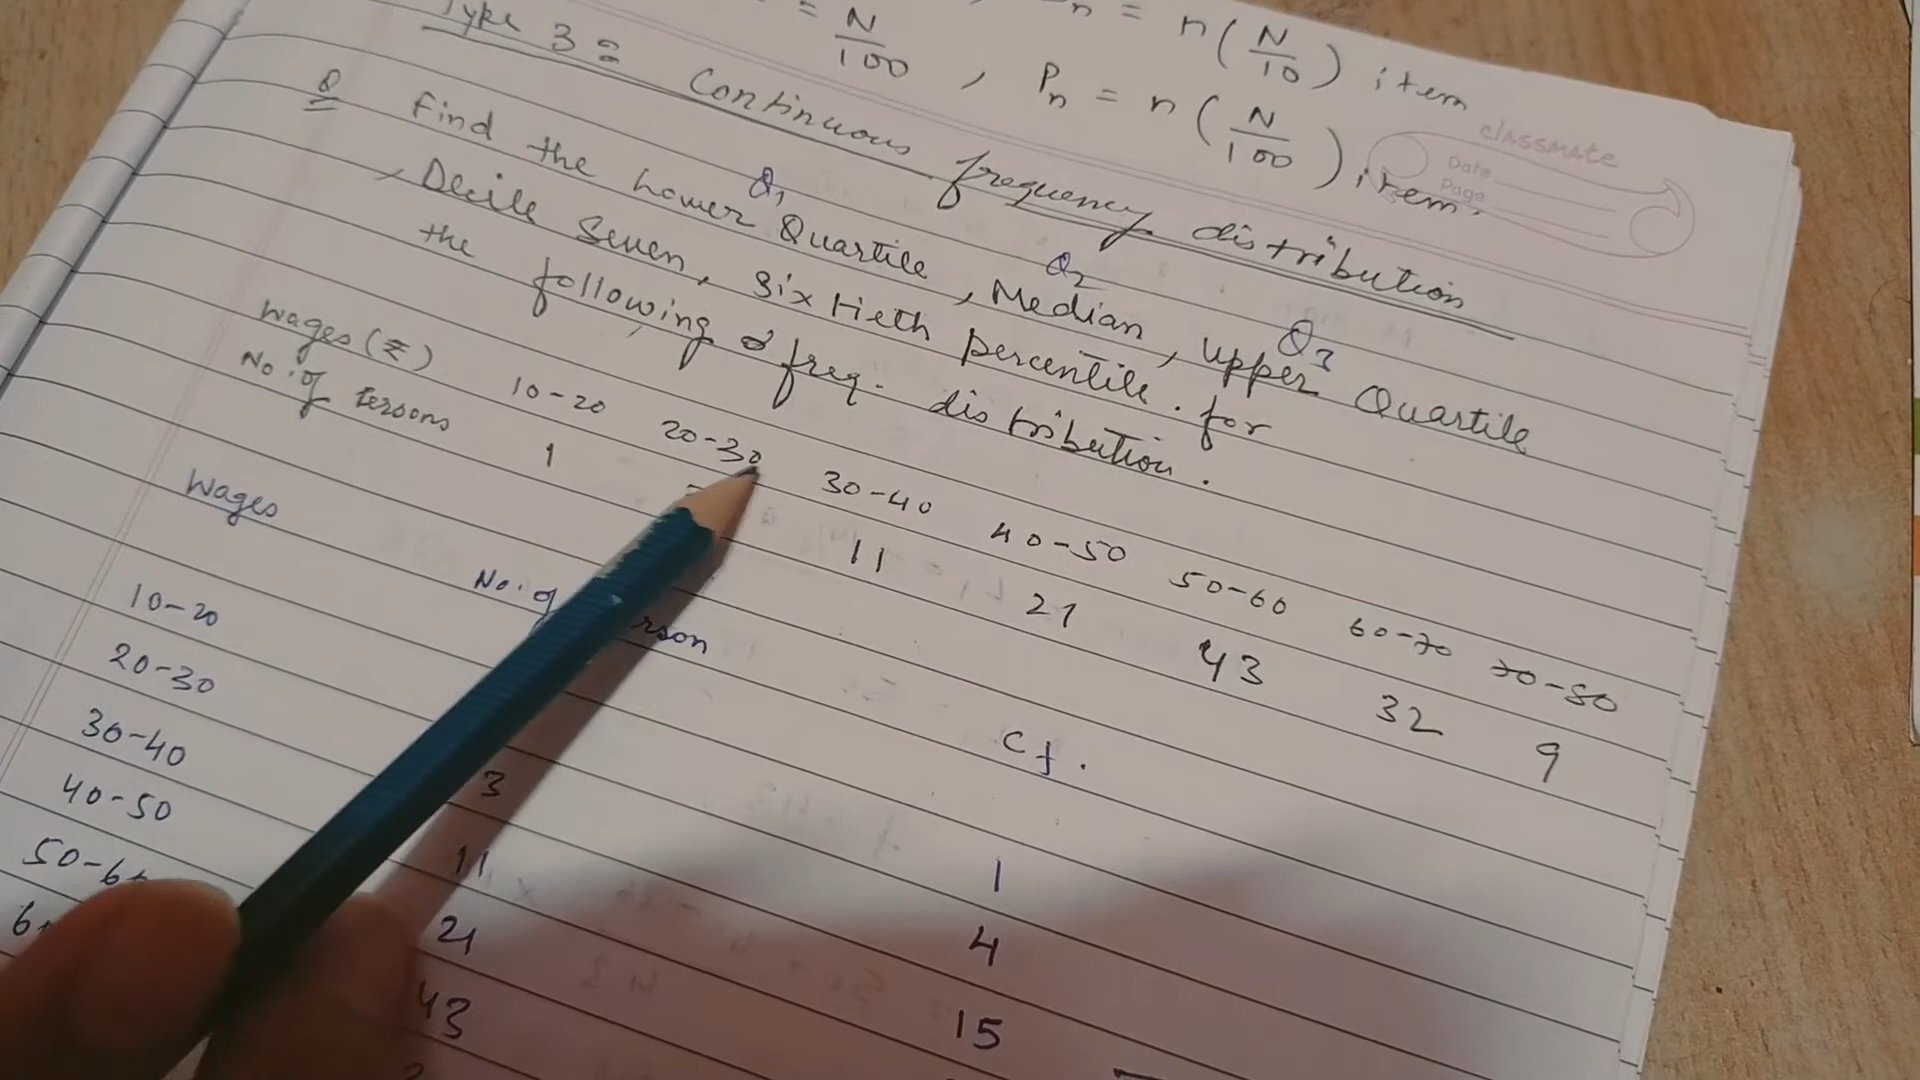 = N/100 , Pn = n(N/10) item
Pn = n(N/100) item.
classmate
Date
Page
Type 3 : Continuous frequency distribution
Q Find the Lower Quartile, Median, Upper Quartile
Q1 Q2 Q3
, Decile Seven, Sixtieth percentile. for
the following freq. distribution.
Wages (₹) 10-20 20-30 30-40 40-50 50-60 60-70 70-80
No. of Persons 1 11 21 43 32 9
Wages No. of rson Cf.
10-20 1
20-30 3 4
30-40 11 15
40-50 21
50-6 43